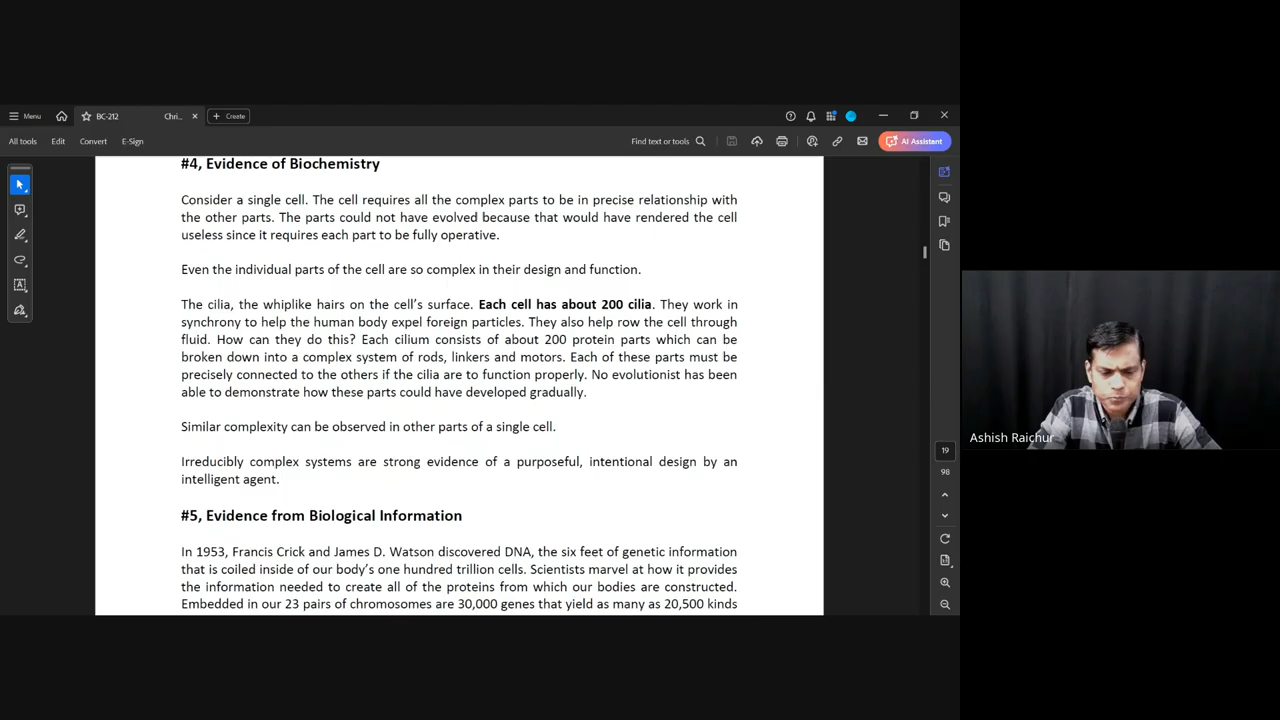 Menu
BC-212
Chri...
Create
All tools
Edit
Convert
E-Sign
Find text or tools
AI Assistant
#4, Evidence of Biochemistry
Consider a single cell. The cell requires all the complex parts to be in precise relationship with
the other parts. The parts could not have evolved because that would have rendered the cell
useless since it requires each part to be fully operative.
Even the individual parts of the cell are so complex in their design and function.
The cilia, the whiplike hairs on the cell’s surface. Each cell has about 200 cilia. They work in
synchrony to help the human body expel foreign particles. They also help row the cell through
fluid. How can they do this? Each cilium consists of about 200 protein parts which can be
broken down into a complex system of rods, linkers and motors. Each of these parts must be
precisely connected to the others if the cilia are to function properly. No evolutionist has been
able to demonstrate how these parts could have developed gradually.
Similar complexity can be observed in other parts of a single cell.
Irreducibly complex systems are strong evidence of a purposeful, intentional design by an
intelligent agent.
#5, Evidence from Biological Information
In 1953, Francis Crick and James D. Watson discovered DNA, the six feet of genetic information
that is coiled inside of our body’s one hundred trillion cells. Scientists marvel at how it provides
the information needed to create all of the proteins from which our bodies are constructed.
Embedded in our 23 pairs of chromosomes are 30,000 genes that yield as many as 20,500 kinds
19
98
Ashish Raichur